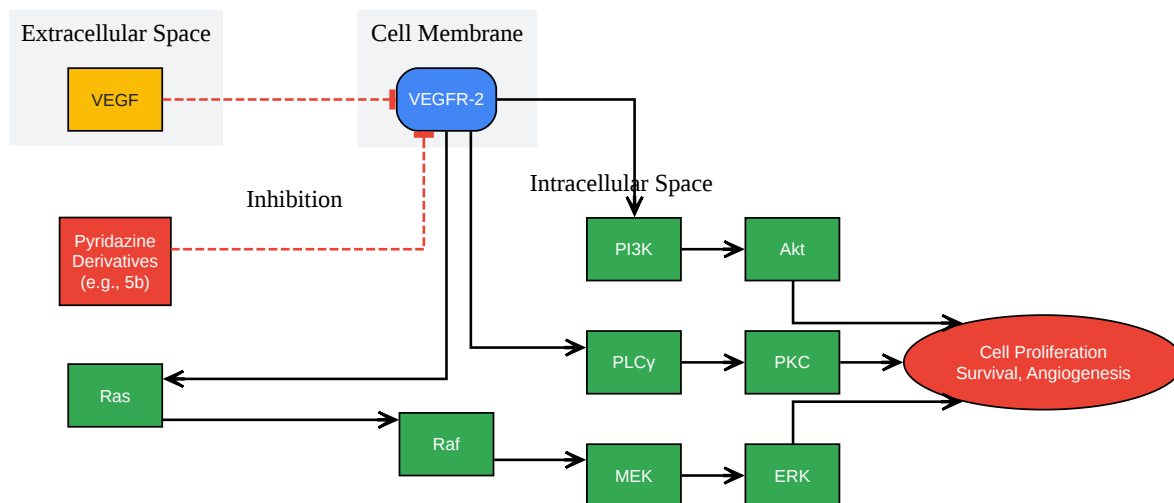 Extracellular Space
Cell Membrane
VEGF
VEGFR-2
Intracellular Space
Inhibition
Pyridazine
Derivatives
(e.g., 5b)
PI3K
Akt
Cell Proliferation
Survival, Angiogenesis
PLCγ
PKC
Ras
Raf
MEK
ERK